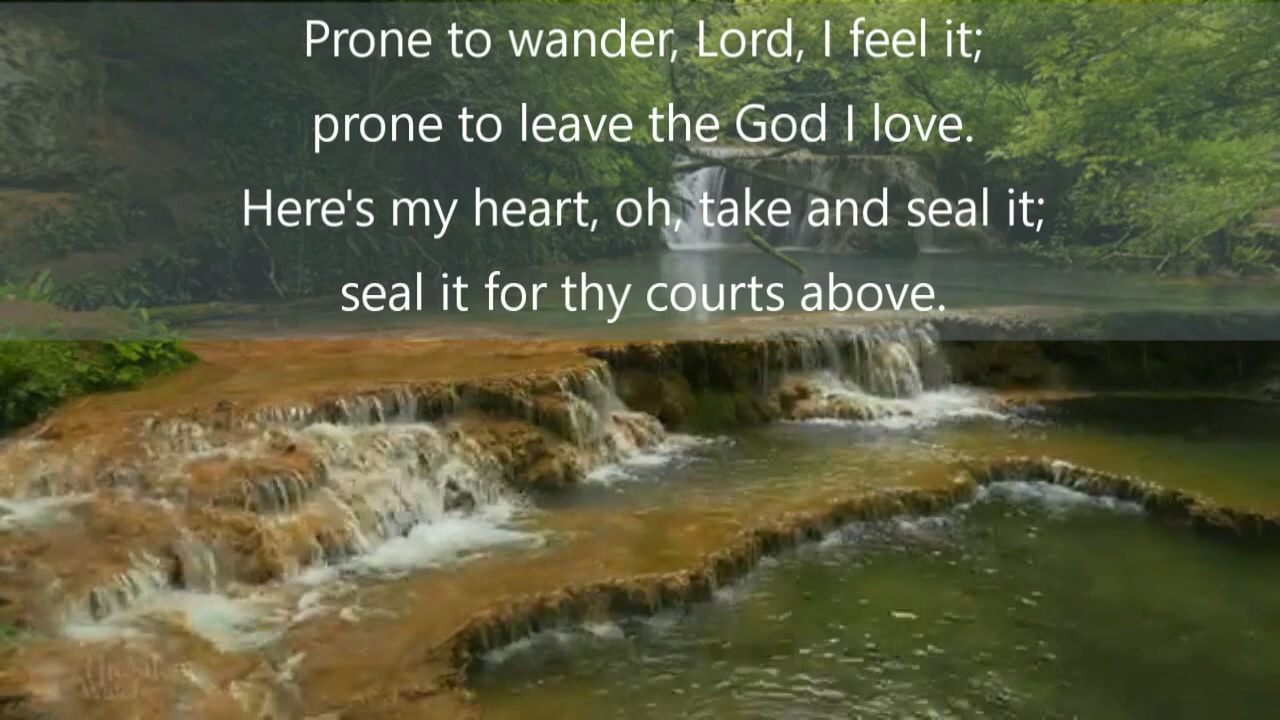 Prone to wander, Lord, I feel it;
prone to leave the God I love.
Here's my heart, oh, take and seal it;
seal it for thy courts above.